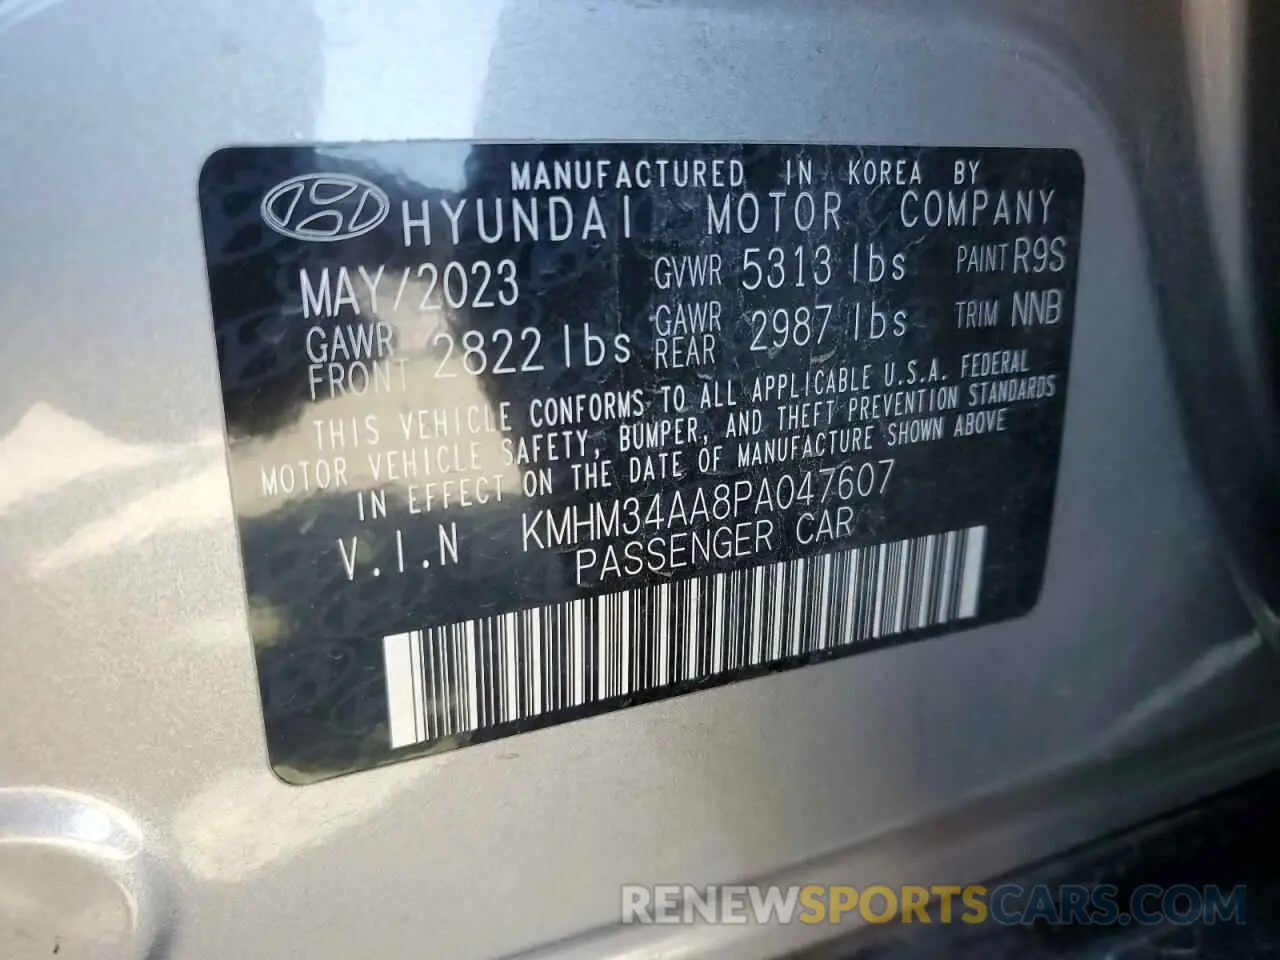 MANUFACTURED IN KOREA BY
HYUNDAI MOTOR COMPANY
MAY/2023 GVWR 5313 lbs PAINT R9S
GAWR FRONT 2822 lbs GAWR REAR 2987 lbs TRIM NNB
THIS VEHICLE CONFORMS TO ALL APPLICABLE U.S.A. FEDERAL
MOTOR VEHICLE SAFETY, BUMPER, AND THEFT PREVENTION STANDARDS
IN EFFECT ON THE DATE OF MANUFACTURE SHOWN ABOVE
V.I.N KMHM34AA8PA047607
PASSENGER CAR
RENEWSPORTSCARS.COM